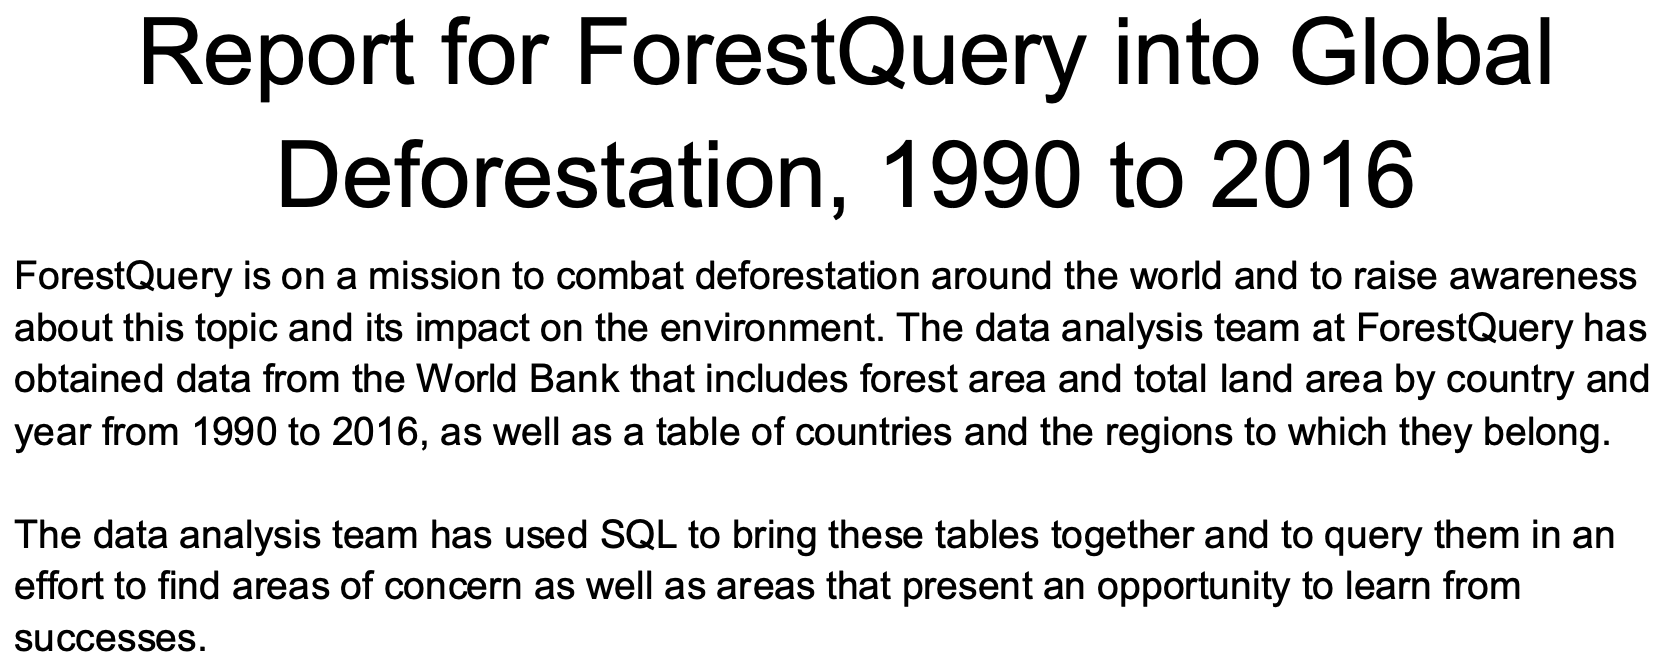 Report for ForestQuery into Global
Deforestation, 1990 to 2016
ForestQuery is on a mission to combat deforestation around the world and to raise awareness
about this topic and its impact on the environment. The data analysis team at ForestQuery has
obtained data from the World Bank that includes forest area and total land area by country and
year from 1990 to 2016, as well as a table of countries and the regions to which they belong.
The data analysis team has used SQL to bring these tables together and to query them in an
effort to find areas of concern as well as areas that present an opportunity to learn from
successes.